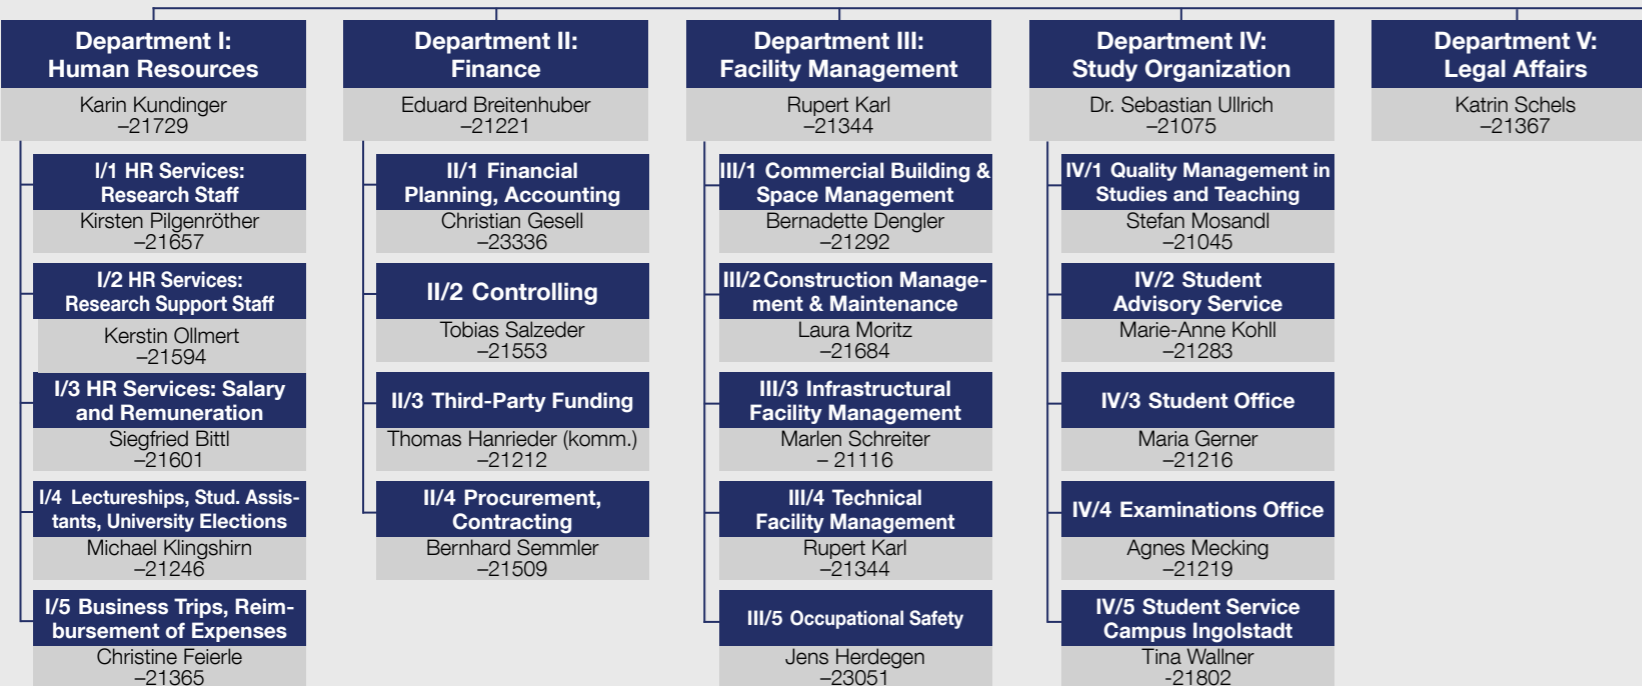 Department I:
Human Resources
Karin Kundinger
–21729
I/1 HR Services:
Research Staff
Kirsten Pilgenröther
–21657
I/2 HR Services:
Research Support Staff
Kerstin Ollmert
–21594
I/3 HR Services: Salary
and Remuneration
Siegfried Bittl
–21601
I/4 Lectureships, Stud. Assis-
tants, University Elections
Michael Klingshirn
–21246
I/5 Business Trips, Reim-
bursement of Expenses
Christine Feierle
–21365
Department II:
Finance
Eduard Breitenhuber
–21221
II/1 Financial
Planning, Accounting
Christian Gesell
–23336
II/2 Controlling
Tobias Salzeder
–21553
II/3 Third-Party Funding
Thomas Hanrieder (komm.)
–21212
II/4 Procurement,
Contracting
Bernhard Semmler
–21509
Department III:
Facility Management
Rupert Karl
–21344
III/1 Commercial Building &
Space Management
Bernadette Dengler
–21292
III/2 Construction Manage-
ment & Maintenance
Laura Moritz
–21684
III/3 Infrastructural
Facility Management
Marlen Schreiter
– 21116
III/4 Technical
Facility Management
Rupert Karl
–21344
III/5 Occupational Safety
Jens Herdegen
–23051
Department IV:
Study Organization
Dr. Sebastian Ullrich
–21075
IV/1 Quality Management in
Studies and Teaching
Stefan Mosandl
–21045
IV/2 Student
Advisory Service
Marie-Anne Kohll
–21283
IV/3 Student Office
Maria Gerner
–21216
IV/4 Examinations Office
Agnes Mecking
–21219
IV/5 Student Service
Campus Ingolstadt
Tina Wallner
-21802
Department V:
Legal Affairs
Katrin Schels
–21367